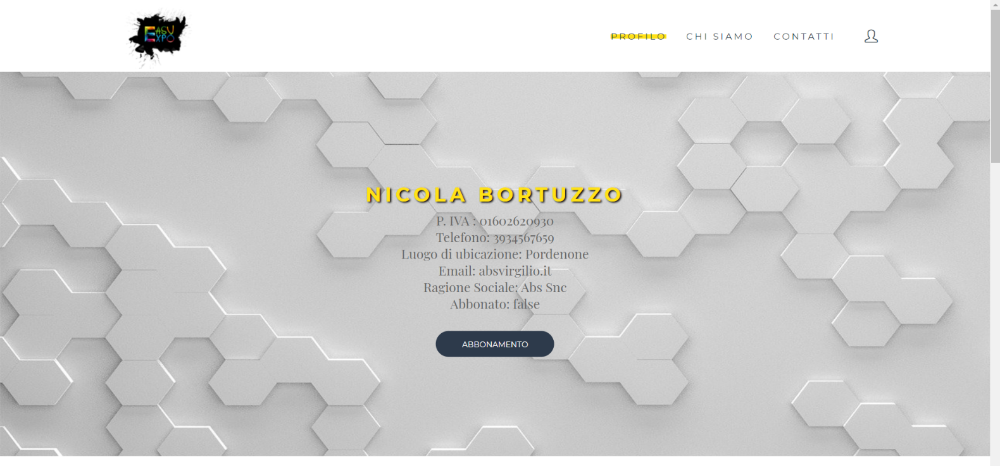 EASY
EXPO
PROFILO
CHI SIAMO
CONTATTI
NICOLA BORTUZZO
P. IVA : 01602620930
Telefono: 3934567659
Luogo di ubicazione: Pordenone
Email: absvirgilio.it
Ragione Sociale: Abs Snc
Abbonato: false
ABBONAMENTO